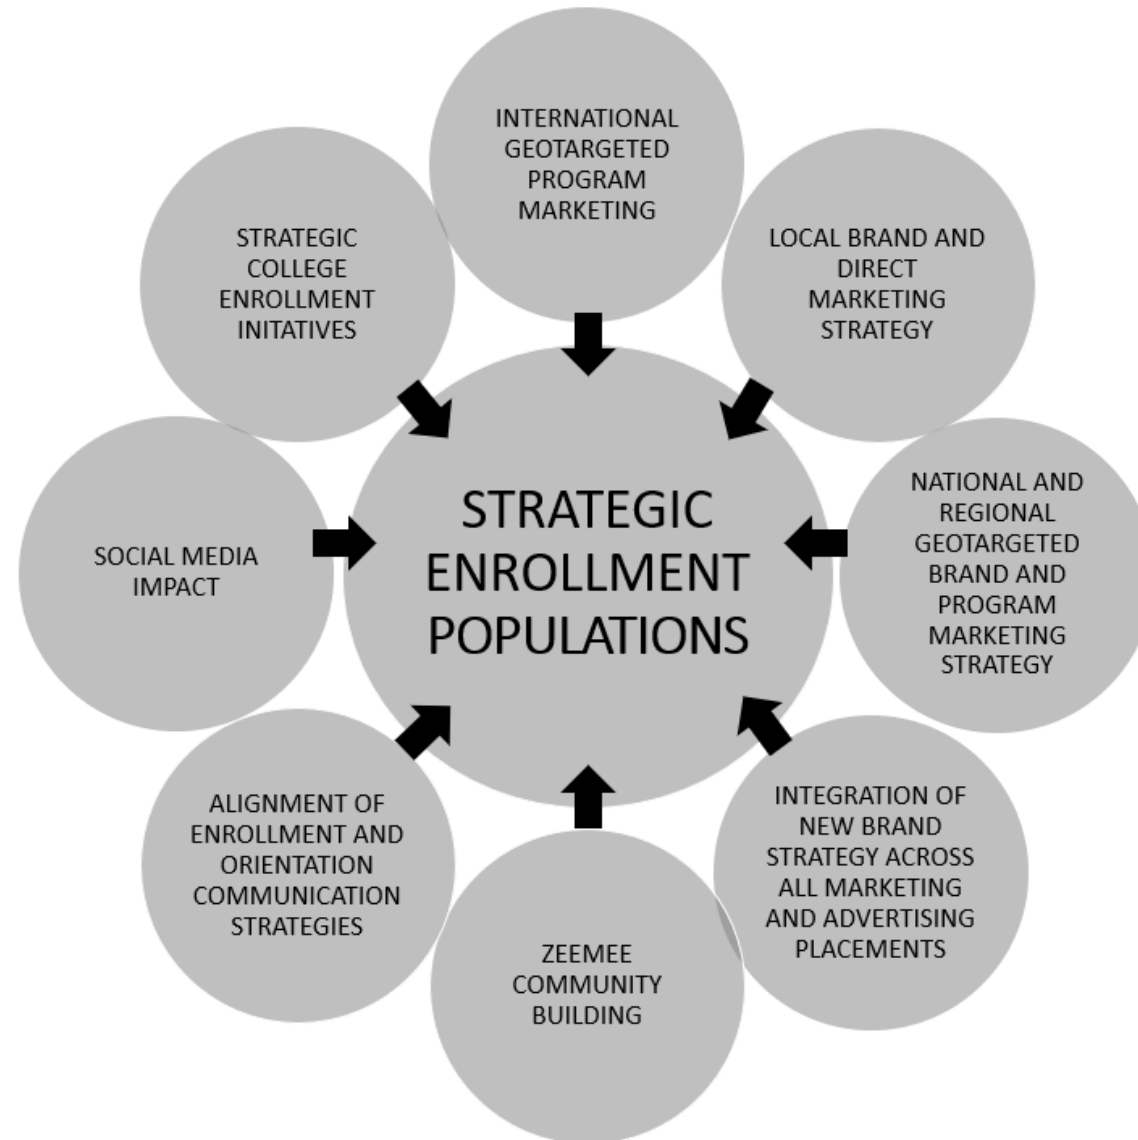 INTERNATIONAL
GEOTARGETED
PROGRAM
MARKETING
LOCAL BRAND AND
DIRECT
MARKETING
STRATEGY
NATIONAL AND
REGIONAL
GEOTARGETED
BRAND AND
PROGRAM
MARKETING
STRATEGY
INTEGRATION OF
NEW BRAND
STRATEGY ACROSS
ALL MARKETING
AND ADVERTISING
PLACEMENTS
ZEEMEE
COMMUNITY
BUILDING
ALIGNMENT OF
ENROLLMENT AND
ORIENTATION
COMMUNICATION
STRATEGIES
SOCIAL MEDIA
IMPACT
STRATEGIC
COLLEGE
ENROLLMENT
INITATIVES
STRATEGIC
ENROLLMENT
POPULATIONS